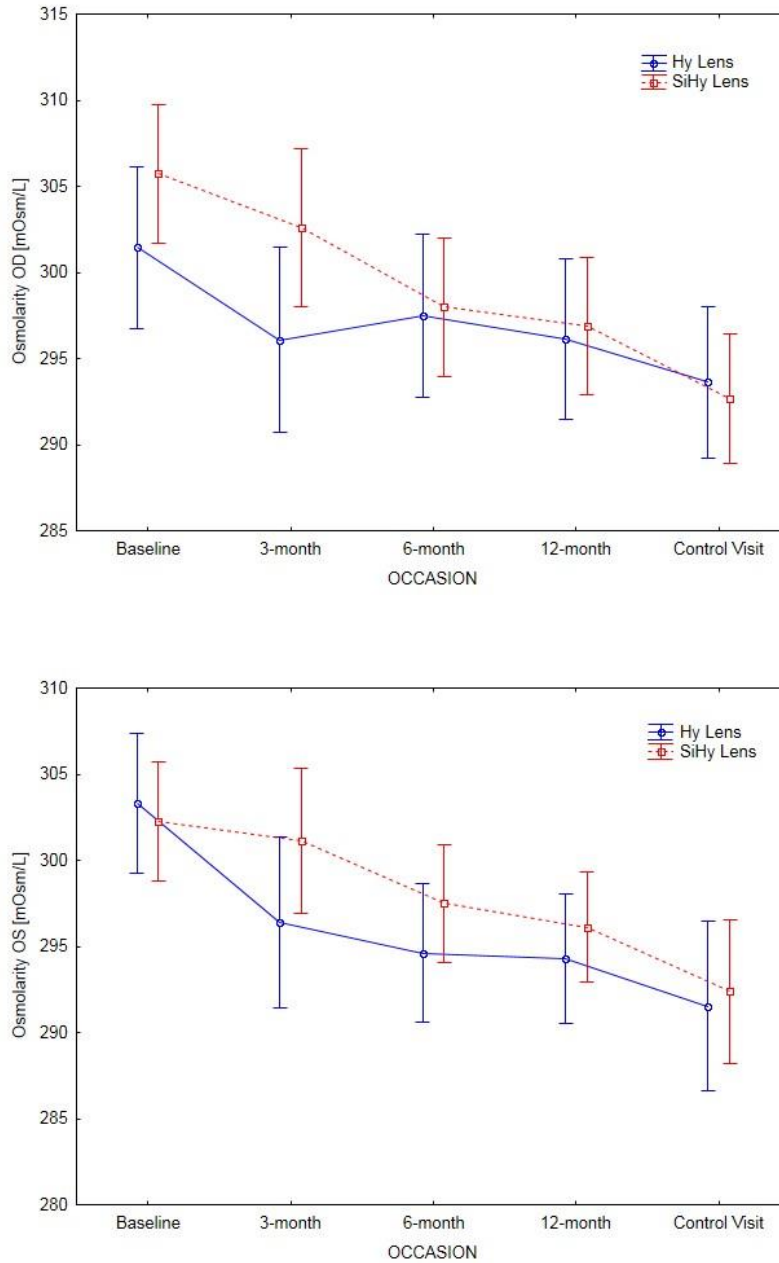 315
310
305
300
295
290
285
Osmolarity OD [mOsm/L]
Hy Lens
SiHy Lens
Baseline 3-month 6-month 12-month Control Visit
OCCASION
310
305
300
295
290
285
280
Osmolarity OS [mOsm/L]
Hy Lens
SiHy Lens
Baseline 3-month 6-month 12-month Control Visit
OCCASION